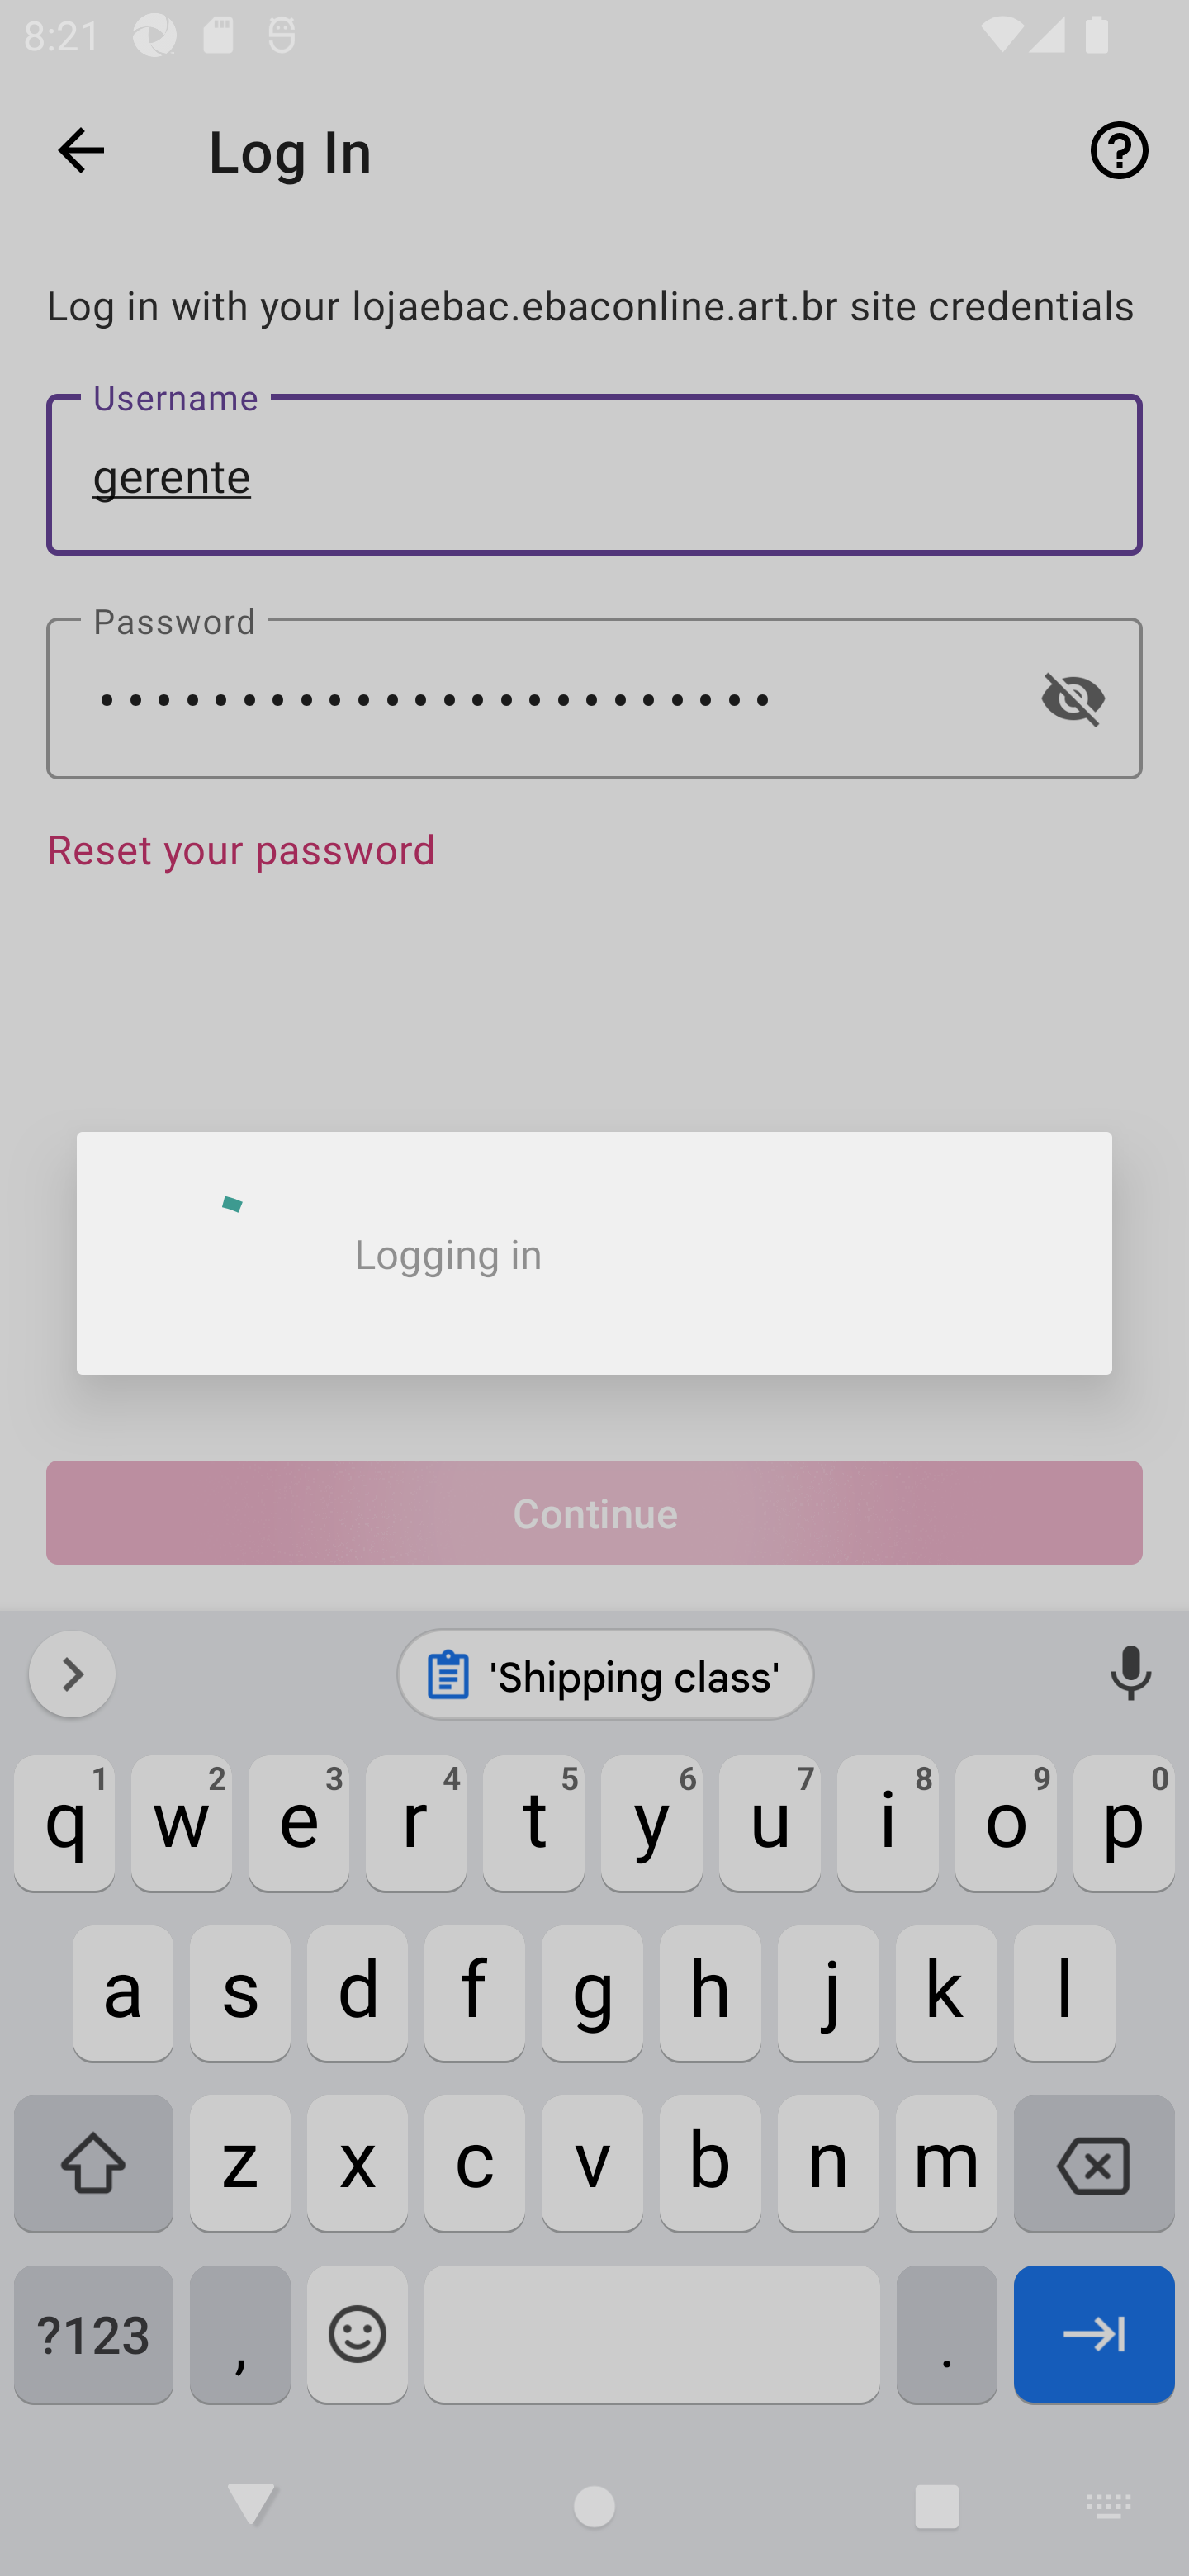 8:21
Log In
Log in with your lojaebac.ebaconline.art.br site credentials
Username
gerente
Password
••••••••••••••••••••••••
Reset your password
Logging in
Continue
'Shipping class'
q 1 w 2 e 3 r 4 t 5 y 6 u 7 i 8 o 9 p 0
a s d f g h j k l
z x c v b n m
?123 , .